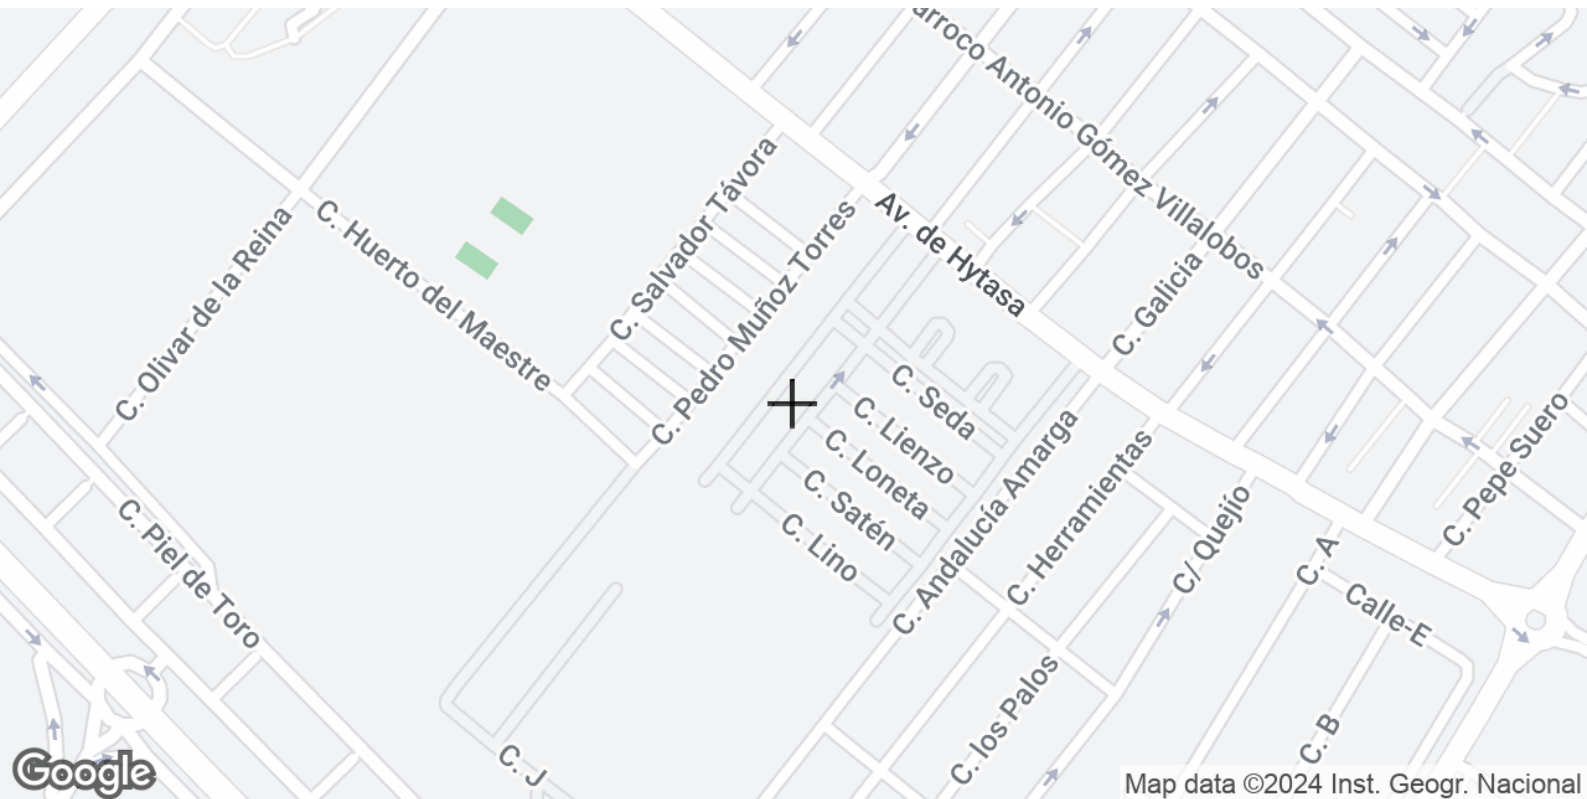 arroco Antonio Gómez Villalobos
C. Salvador Távora
C. Huerto del Maestre
C. Olivar de la Reina
C. Pedro Muñoz Torres
Av. de Hytasa
C. Galicia
C. Seda
C. Lienzo
C. Loneta
C. Satén
C. Lino
C. Andalucía Amarga
C. Herramientas
C/ Quejío
C. Pepe Suero
C. A
Calle-E
C. Piel de Toro
C. los Palos
C. B
C. J
Google
Map data ©2024 Inst. Geogr. Nacional